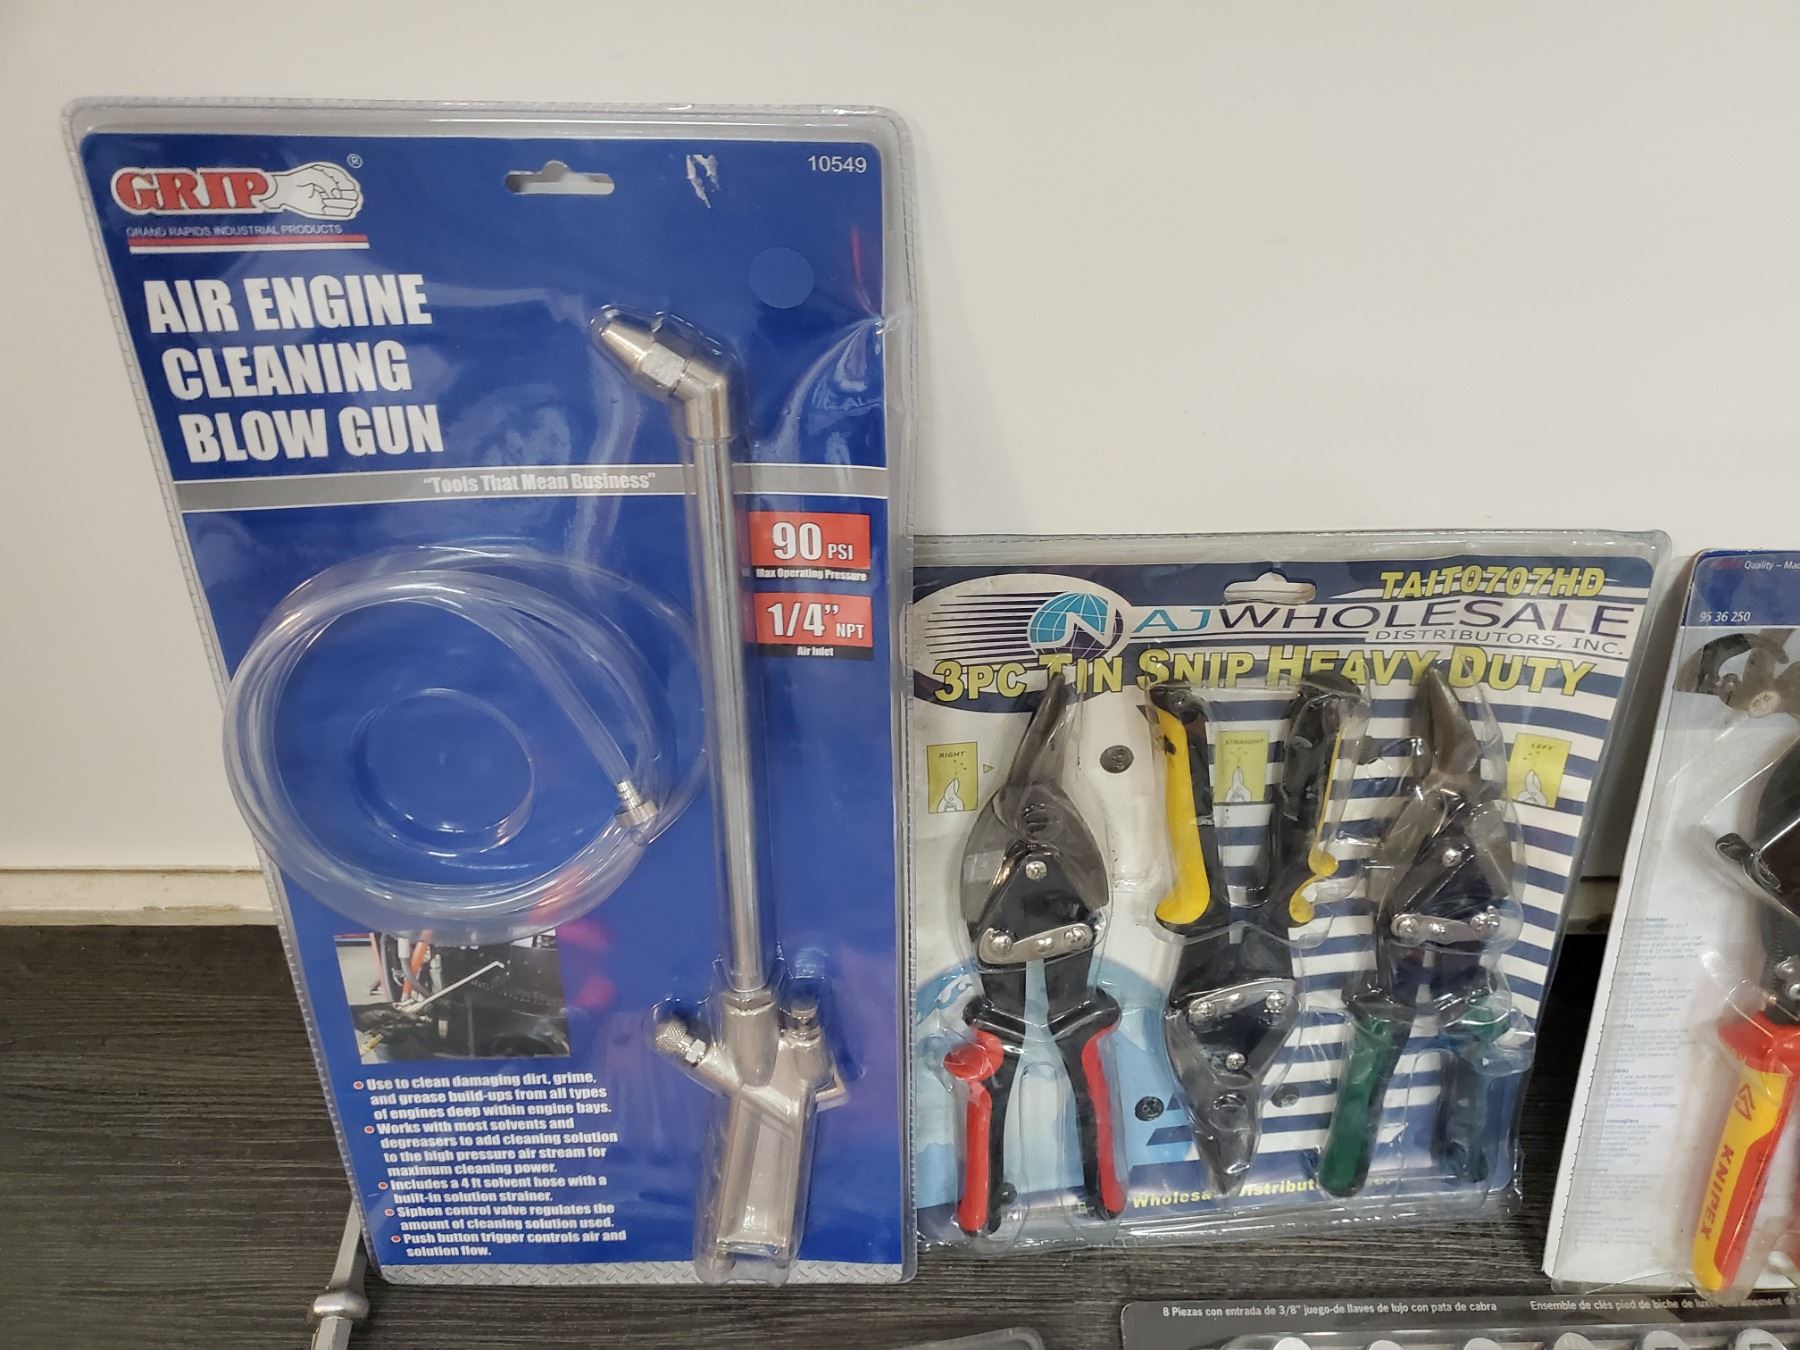 GRIP®
GRAND RAPIDS INDUSTRIAL PRODUCTS
10549
AIR ENGINE
CLEANING
BLOW GUN
"Tools That Mean Business"
90 PSI
Max Operating Pressure
1/4" NPT
Air Inlet
• Use to clean damaging dirt, grime,
and grease build-ups from all types
of engines deep within engine bays.
• Works with most solvents and
degreasers to add cleaning solution
to the high pressure air stream for
maximum cleaning power.
• Includes a 4 ft solvent hose with a
built-in solution strainer.
• Siphon control valve regulates the
amount of cleaning solution used.
• Push button trigger controls air and
solution flow.
TAIT0707HD
AJ WHOLESALE
DISTRIBUTORS, INC.
3PC TIN SNIP HEAVY DUTY
RIGHT
STRAIGHT
LEFT
Quality –
95 36 250
KNIPEX
8 Piezas con entrada de 3/8" juego-de llaves de lujo con pata de cabra
Ensemble de clés pied de biche de